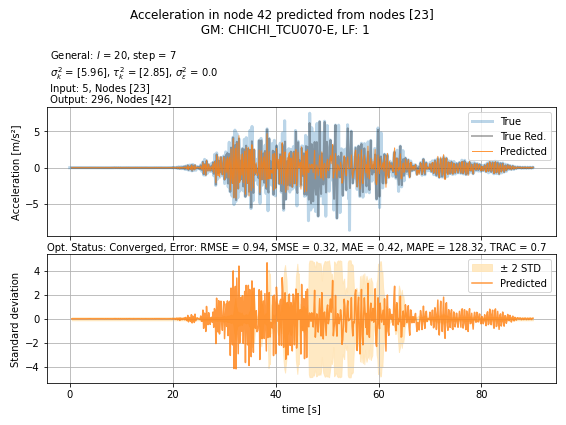 Acceleration in node 42 predicted from nodes [23]
GM: CHICHI_TCU070-E, LF: 1
General: l = 20, step = 7
σ²ₖ = [5.96], τ²ₖ = [2.85], σ²ε = 0.0
Input: 5, Nodes [23]
Output: 296, Nodes [42]
Acceleration [m/s²]
5
0
−5
True
True Red.
Predicted
Opt. Status: Converged, Error: RMSE = 0.94, SMSE = 0.32, MAE = 0.42, MAPE = 128.32, TRAC = 0.7
Standard deviation
4
2
0
−2
−4
± 2 STD
Predicted
0 20 40 60 80
time [s]